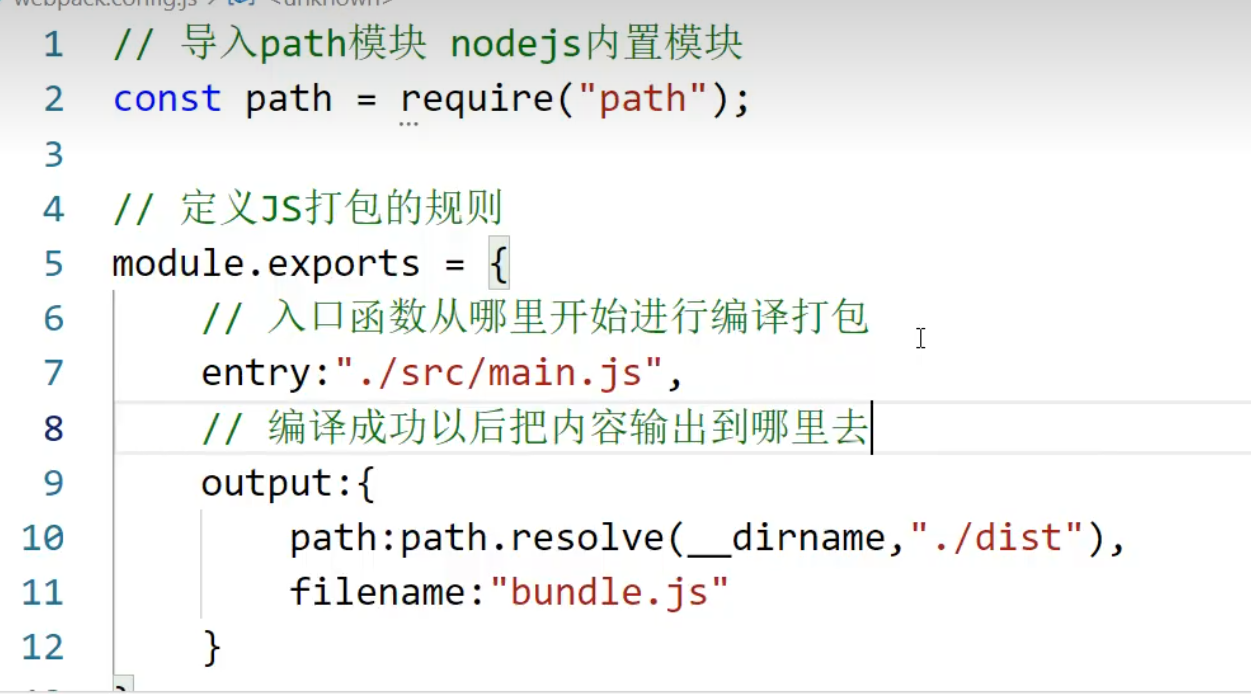 webpack.config.js > <unknown>
1 // 导入path模块 nodejs内置模块
2 const path = require("path");
3
4 // 定义JS打包的规则
5 module.exports = {
6 // 入口函数从哪里开始进行编译打包
7 entry:"./src/main.js",
8 // 编译成功以后把内容输出到哪里去
9 output:{
10 path:path.resolve(__dirname,"./dist"),
11 filename:"bundle.js"
12 }